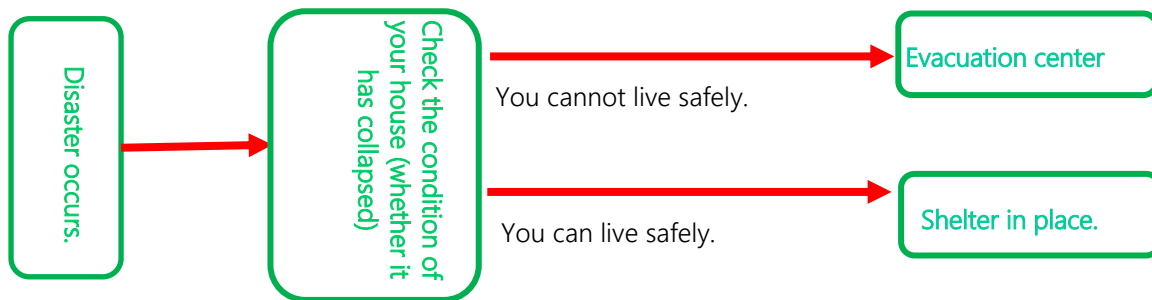 Disaster occurs.
Check the condition of
your house (whether it
has collapsed)
You cannot live safely.
Evacuation center
You can live safely.
Shelter in place.